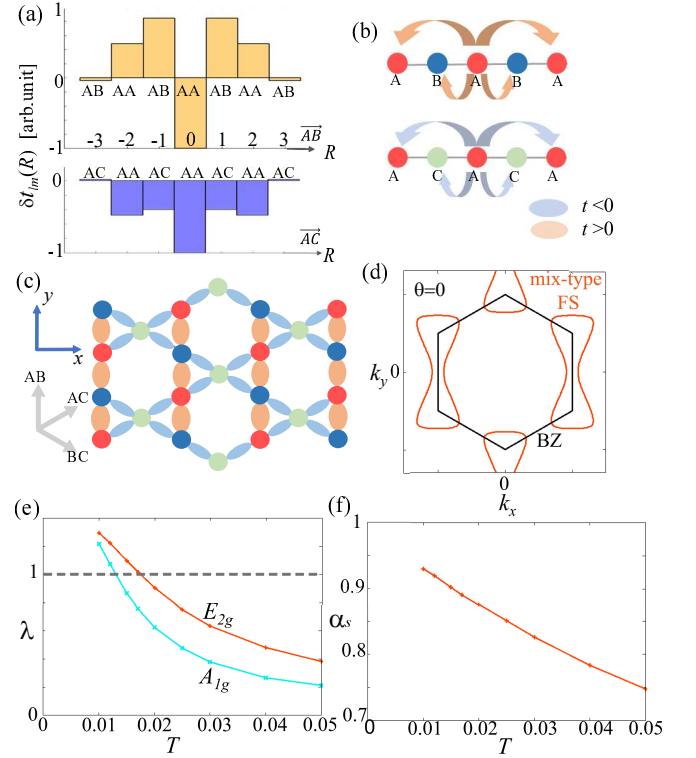 (a)
1
0
-1
AB AA AB AA AB AA AB
-3 -2 -1 0 1 2 3
AB
R
δt_lm(R) [arb.unit]
AC AA AC AA AC AA AC
0
-1
AC
R
(b)
A B A B A
A C A C A
t<0
t>0
(c)
y
x
AB
AC
BC
(d)
θ=0
mix-type
FS
k_y 0
BZ
0
k_x
(e)
λ
1
0
E_2g
A_1g
0.01 0.02 0.03 0.04 0.05
T
(f)
α_s
1
0.9
0.8
0.7
0 0.01 0.02 0.03 0.04 0.05
T